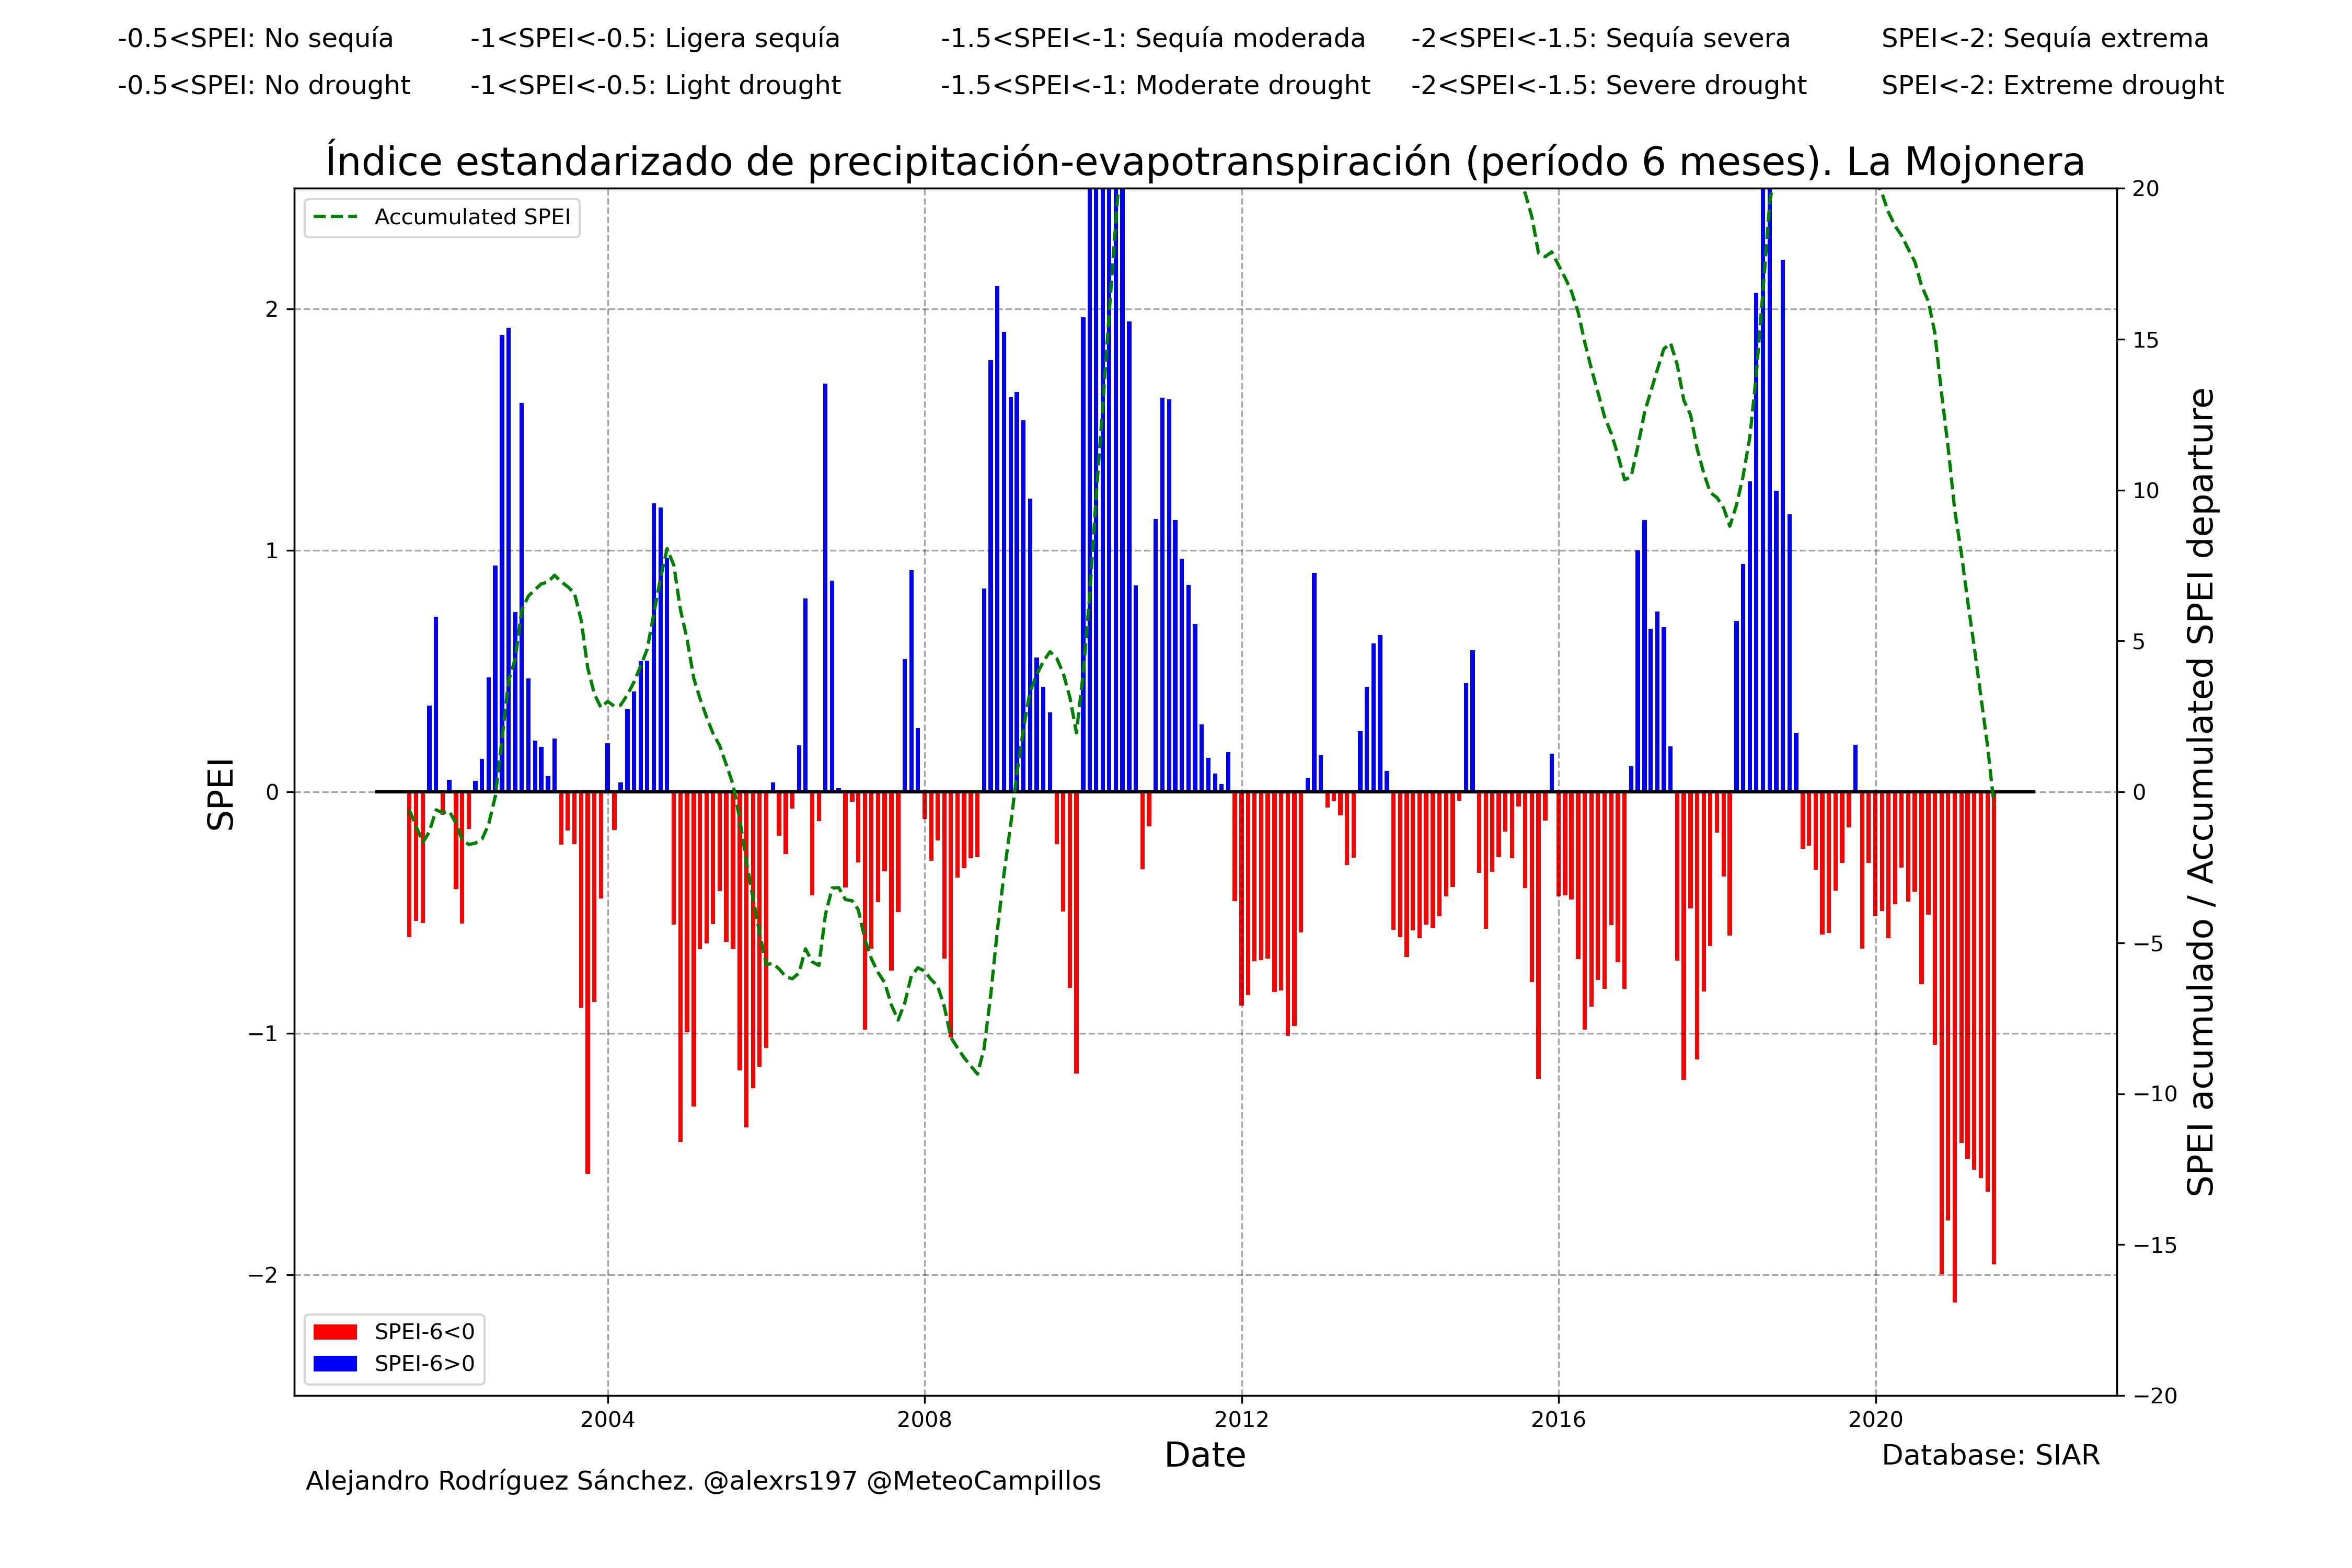 -0.5<SPEI: No sequía -1<SPEI<-0.5: Ligera sequía -1.5<SPEI<-1: Sequía moderada -2<SPEI<-1.5: Sequía severa SPEI<-2: Sequía extrema
-0.5<SPEI: No drought -1<SPEI<-0.5: Light drought -1.5<SPEI<-1: Moderate drought -2<SPEI<-1.5: Severe drought SPEI<-2: Extreme drought
Índice estandarizado de precipitación-evapotranspiración (período 6 meses). La Mojonera
Accumulated SPEI
SPEI
2
1
0
−1
−2
20
15
10
5
0
−5
−10
−15
−20
SPEI acumulado / Accumulated SPEI departure
SPEI-6<0
SPEI-6>0
2004 2008 2012 2016 2020
Date
Database: SIAR
Alejandro Rodríguez Sánchez. @alexrs197 @MeteoCampillos